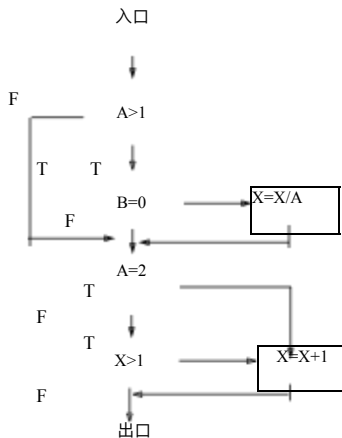 入口
F
A>1
T T
B=0 X=X/A
F
A=2
T
F
T
X>1 X=X+1
F
出口